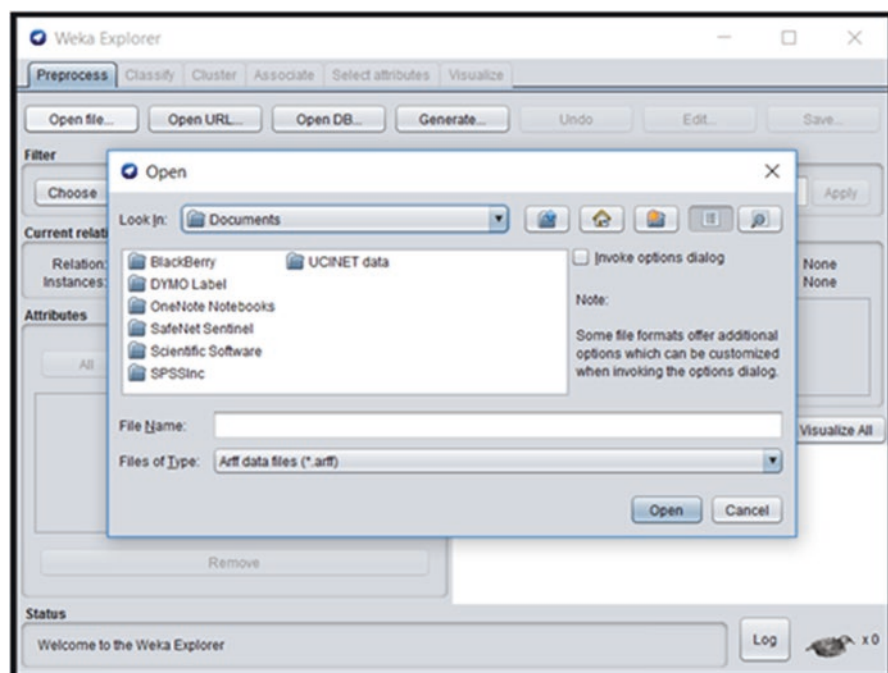 Weka Explorer
Preprocess Classify Cluster Associate Select attributes Visualize
Open file... Open URL... Open DB... Generate... Undo Edit... Save...
Filter
Choose Apply
Open
Look In: Documents
BlackBerry
DYMO Label
OneNote Notebooks
SafeNet Sentinel
Scientific Software
SPSSInc
UCINET data
Invoke options dialog
Note:
Some file formats offer additional
options which can be customized
when invoking the options dialog.
File Name:
Files of Type: Arff data files (*.arff)
Open Cancel
Current relati
Relation: None
Instances: None
Attributes
All
Visualize All
Remove
Status
Welcome to the Weka Explorer
Log x 0